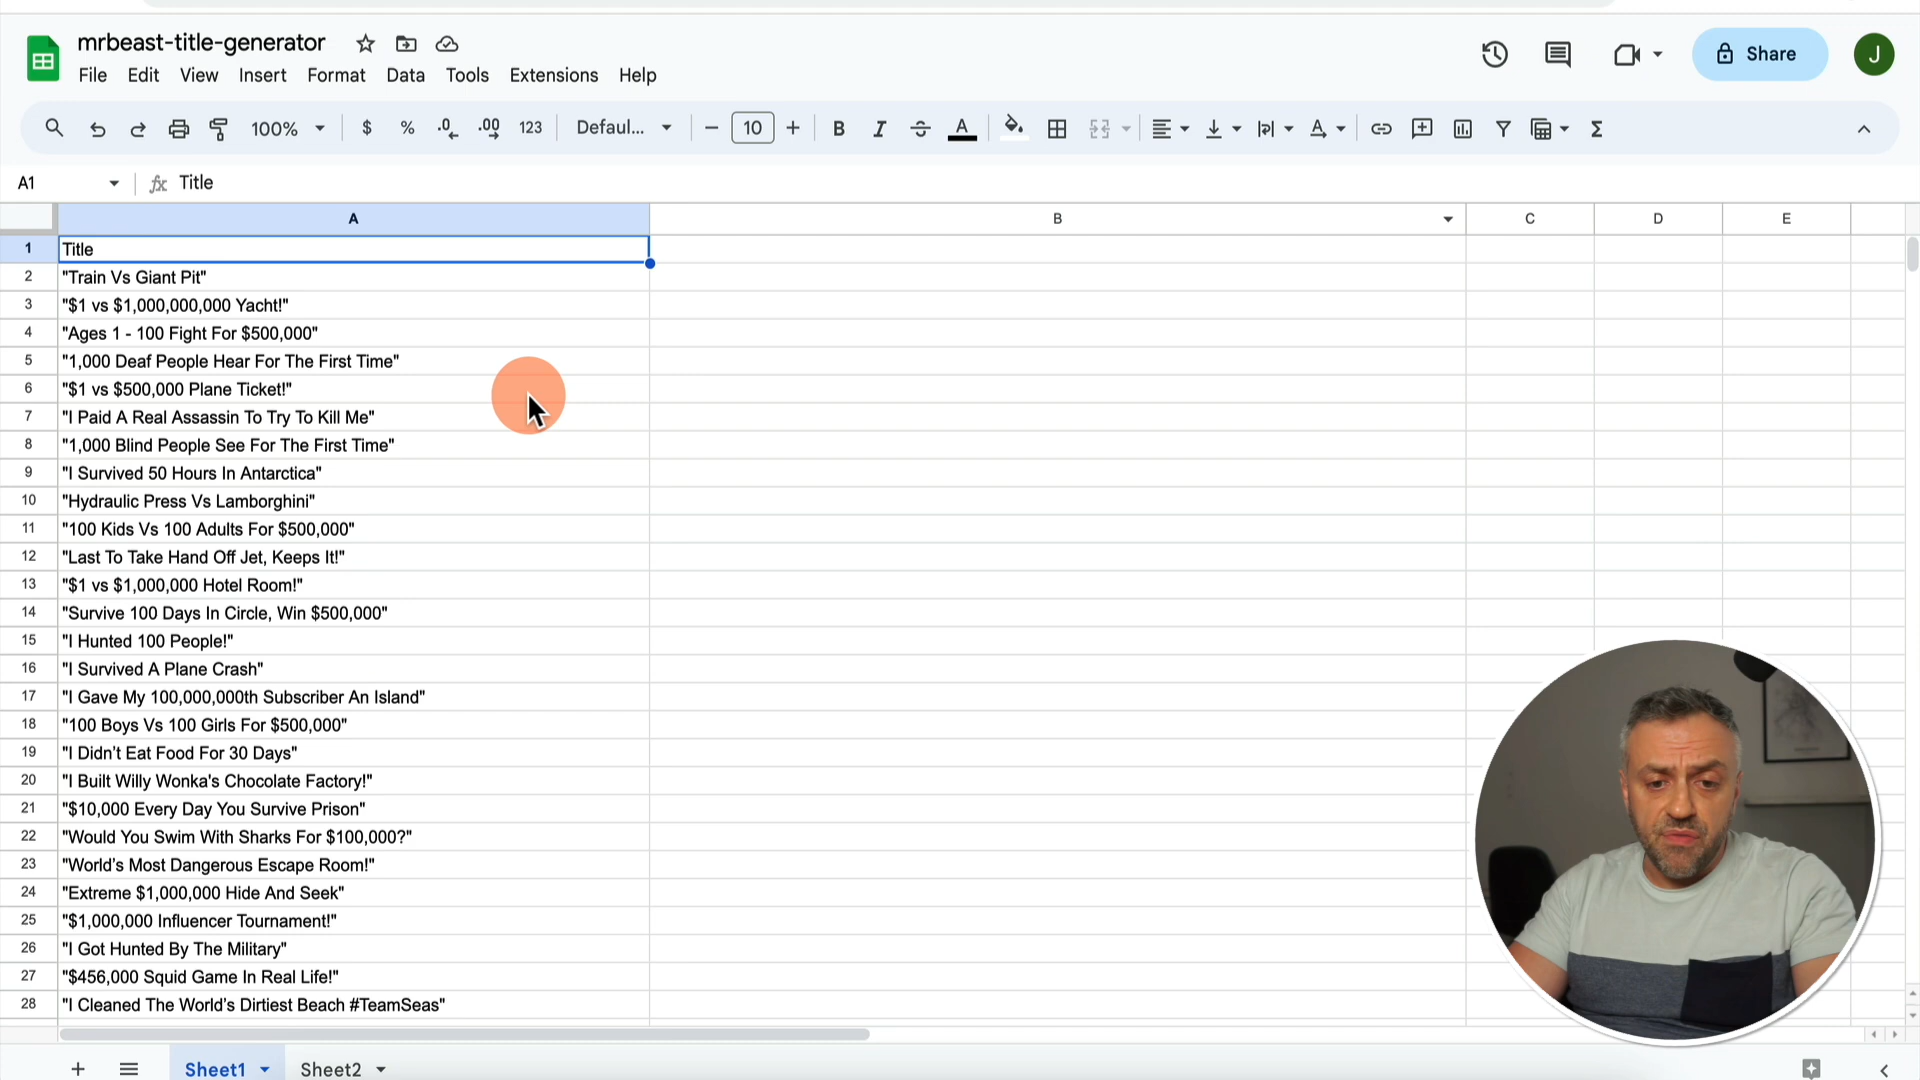 mrbeast-title-generator
File Edit View Insert Format Data Tools Extensions Help
Share
J
100% $ % .0 .00 123 Defaul... 10 B I A
A1 fx Title
A B C D E
1 Title
2 "Train Vs Giant Pit"
3 "$1 vs $1,000,000,000 Yacht!"
4 "Ages 1 - 100 Fight For $500,000"
5 "1,000 Deaf People Hear For The First Time"
6 "$1 vs $500,000 Plane Ticket!"
7 "I Paid A Real Assassin To Try To Kill Me"
8 "1,000 Blind People See For The First Time"
9 "I Survived 50 Hours In Antarctica"
10 "Hydraulic Press Vs Lamborghini"
11 "100 Kids Vs 100 Adults For $500,000"
12 "Last To Take Hand Off Jet, Keeps It!"
13 "$1 vs $1,000,000 Hotel Room!"
14 "Survive 100 Days In Circle, Win $500,000"
15 "I Hunted 100 People!"
16 "I Survived A Plane Crash"
17 "I Gave My 100,000,000th Subscriber An Island"
18 "100 Boys Vs 100 Girls For $500,000"
19 "I Didn't Eat Food For 30 Days"
20 "I Built Willy Wonka's Chocolate Factory!"
21 "$10,000 Every Day You Survive Prison"
22 "Would You Swim With Sharks For $100,000?"
23 "World's Most Dangerous Escape Room!"
24 "Extreme $1,000,000 Hide And Seek"
25 "$1,000,000 Influencer Tournament!"
26 "I Got Hunted By The Military"
27 "$456,000 Squid Game In Real Life!"
28 "I Cleaned The World's Dirtiest Beach #TeamSeas"
Sheet1 Sheet2